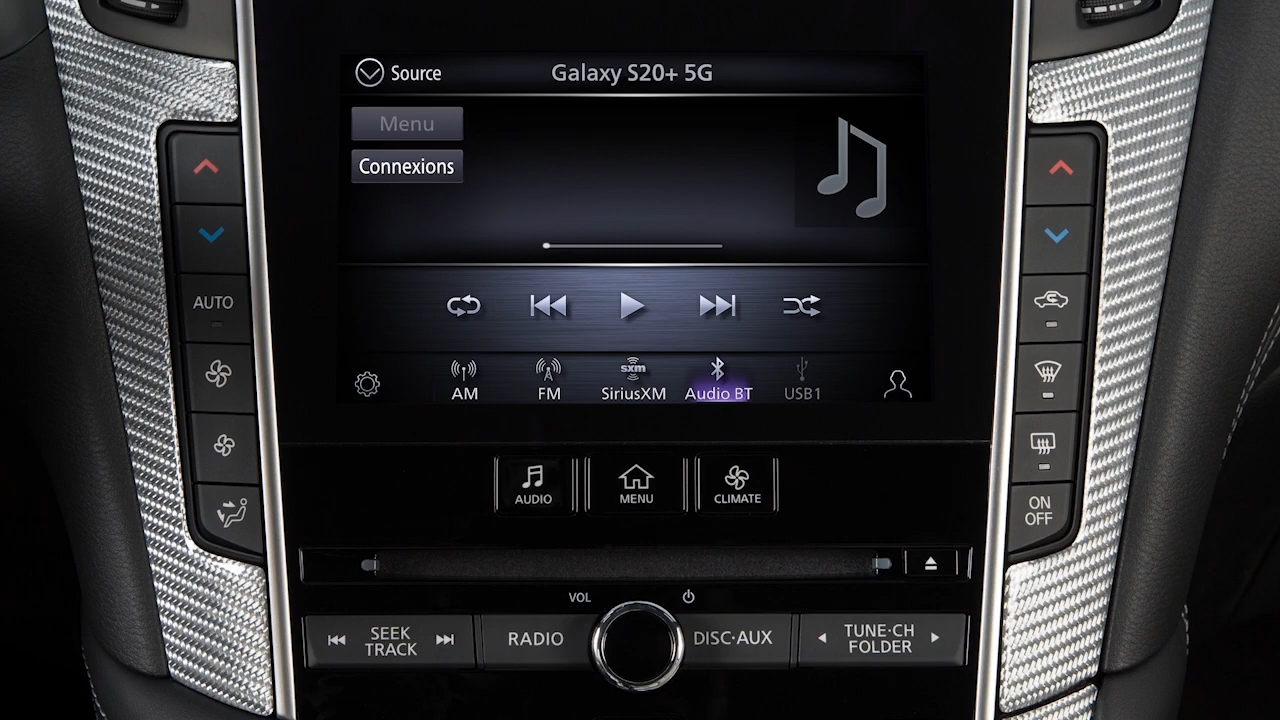 Source
Galaxy S20+ 5G
Menu
Connexions
AUTO
AM
FM
sxm
SiriusXM
Audio BT
USB1
AUDIO
MENU
CLIMATE
ON
OFF
VOL
SEEK
TRACK
RADIO
DISC·AUX
TUNE·CH
FOLDER